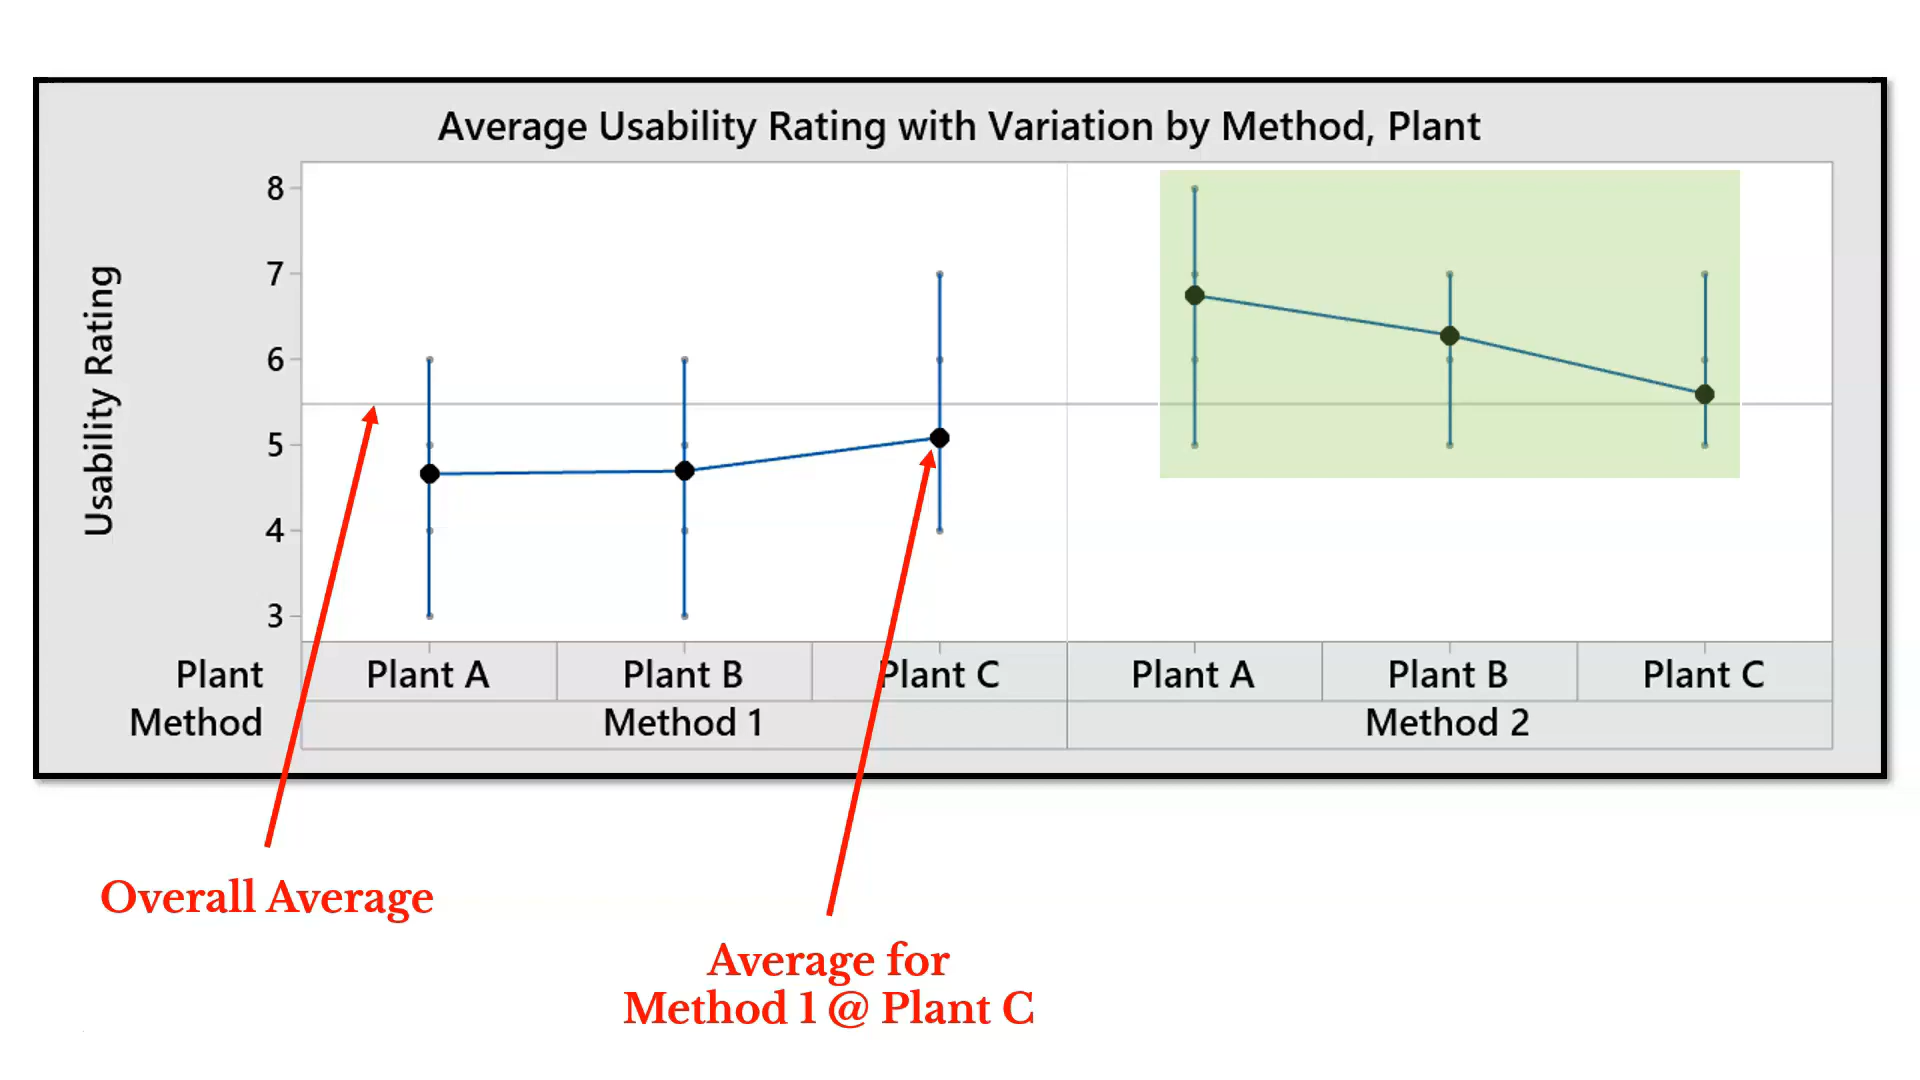 Average Usability Rating with Variation by Method, Plant
Usability Rating
8
7
6
5
4
3
Plant Plant A Plant B Plant C Plant A Plant B Plant C
Method Method 1 Method 2
Overall Average
Average for
Method 1 @ Plant C